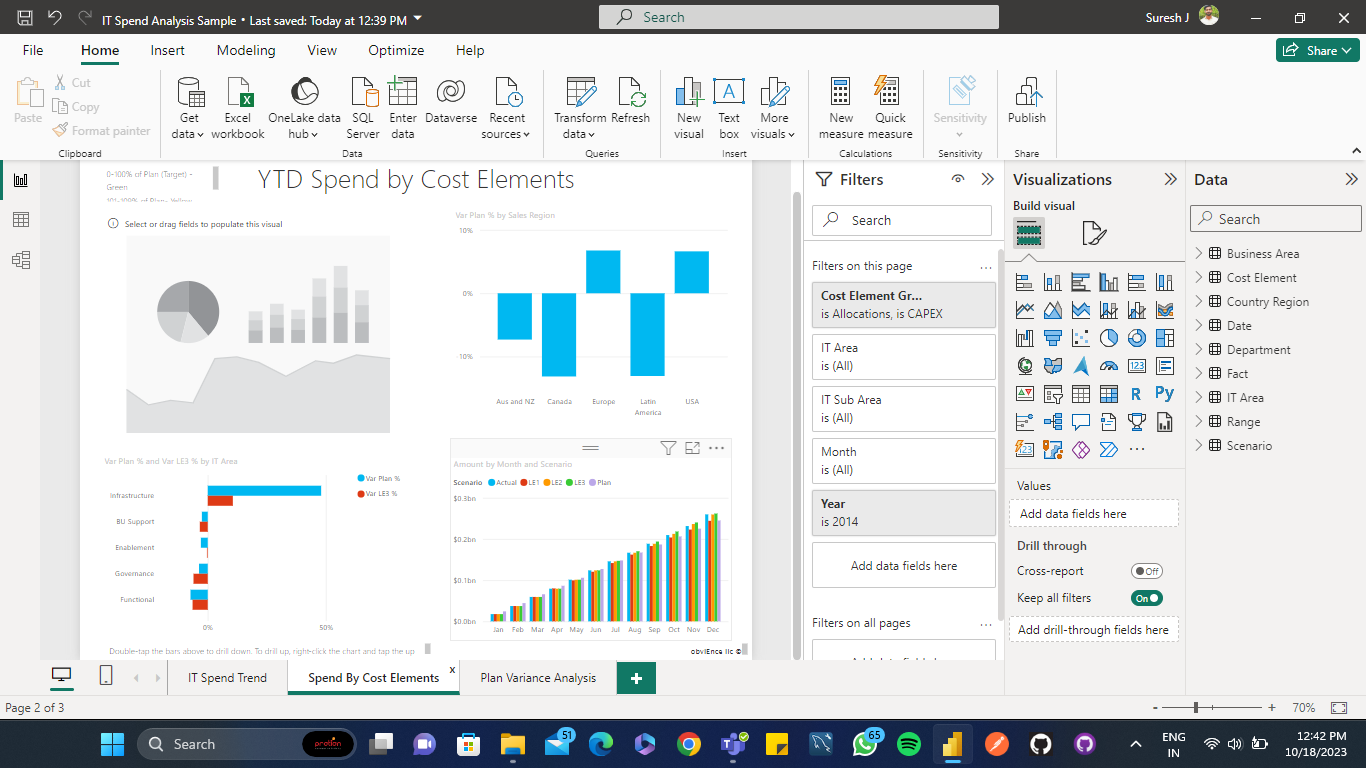 IT Spend Analysis Sample • Last saved: Today at 12:39 PM
Search
Suresh J
File
Home
Insert
Modeling
View
Optimize
Help
Share
Paste
Cut
Copy
Format painter
Clipboard
Get
data
Excel
workbook
OneLake data
hub
SQL
Server
Enter
data
Dataverse
Recent
sources
Data
Transform
data
Refresh
Queries
New
visual
Text
box
More
visuals
Insert
New
measure
Quick
measure
Calculations
Sensitivity
Sensitivity
Publish
Share
0-100% of Plan (Target) -
Green
101-109% of Plan - Yellow
YTD Spend by Cost Elements
Select or drag fields to populate this visual
Var Plan % by Sales Region
10%
0%
-10%
Aus and NZ
Canada
Europe
Latin
America
USA
Var Plan % and Var LE3 % by IT Area
Var Plan %
Var LE3 %
Infrastructure
BU Support
Enablement
Governance
Functional
0%
50%
Double-tap the bars above to drill down. To drill up, right-click the chart and tap the up
Amount by Month and Scenario
Scenario Actual LE1 LE2 LE3 Plan
$0.3bn
$0.2bn
$0.1bn
$0.0bn
Jan Feb Mar Apr May Jun Jul Aug Sep Oct Nov Dec
obviEnce llc ©
Filters
Search
Filters on this page
...
Cost Element Gr...
is Allocations, is CAPEX
IT Area
is (All)
IT Sub Area
is (All)
Month
is (All)
Year
is 2014
Add data fields here
Filters on all pages
...
Visualizations
Build visual
123
R
Py
123
...
Values
Add data fields here
Drill through
Cross-report
Off
Keep all filters
On
Add drill-through fields here
Data
Search
Business Area
Cost Element
Country Region
Date
Department
Fact
IT Area
Range
Scenario
IT Spend Trend
Spend By Cost Elements
x
Plan Variance Analysis
+
Page 2 of 3
- + 70%
Search
51
65
ENG
IN
12:42 PM
10/18/2023